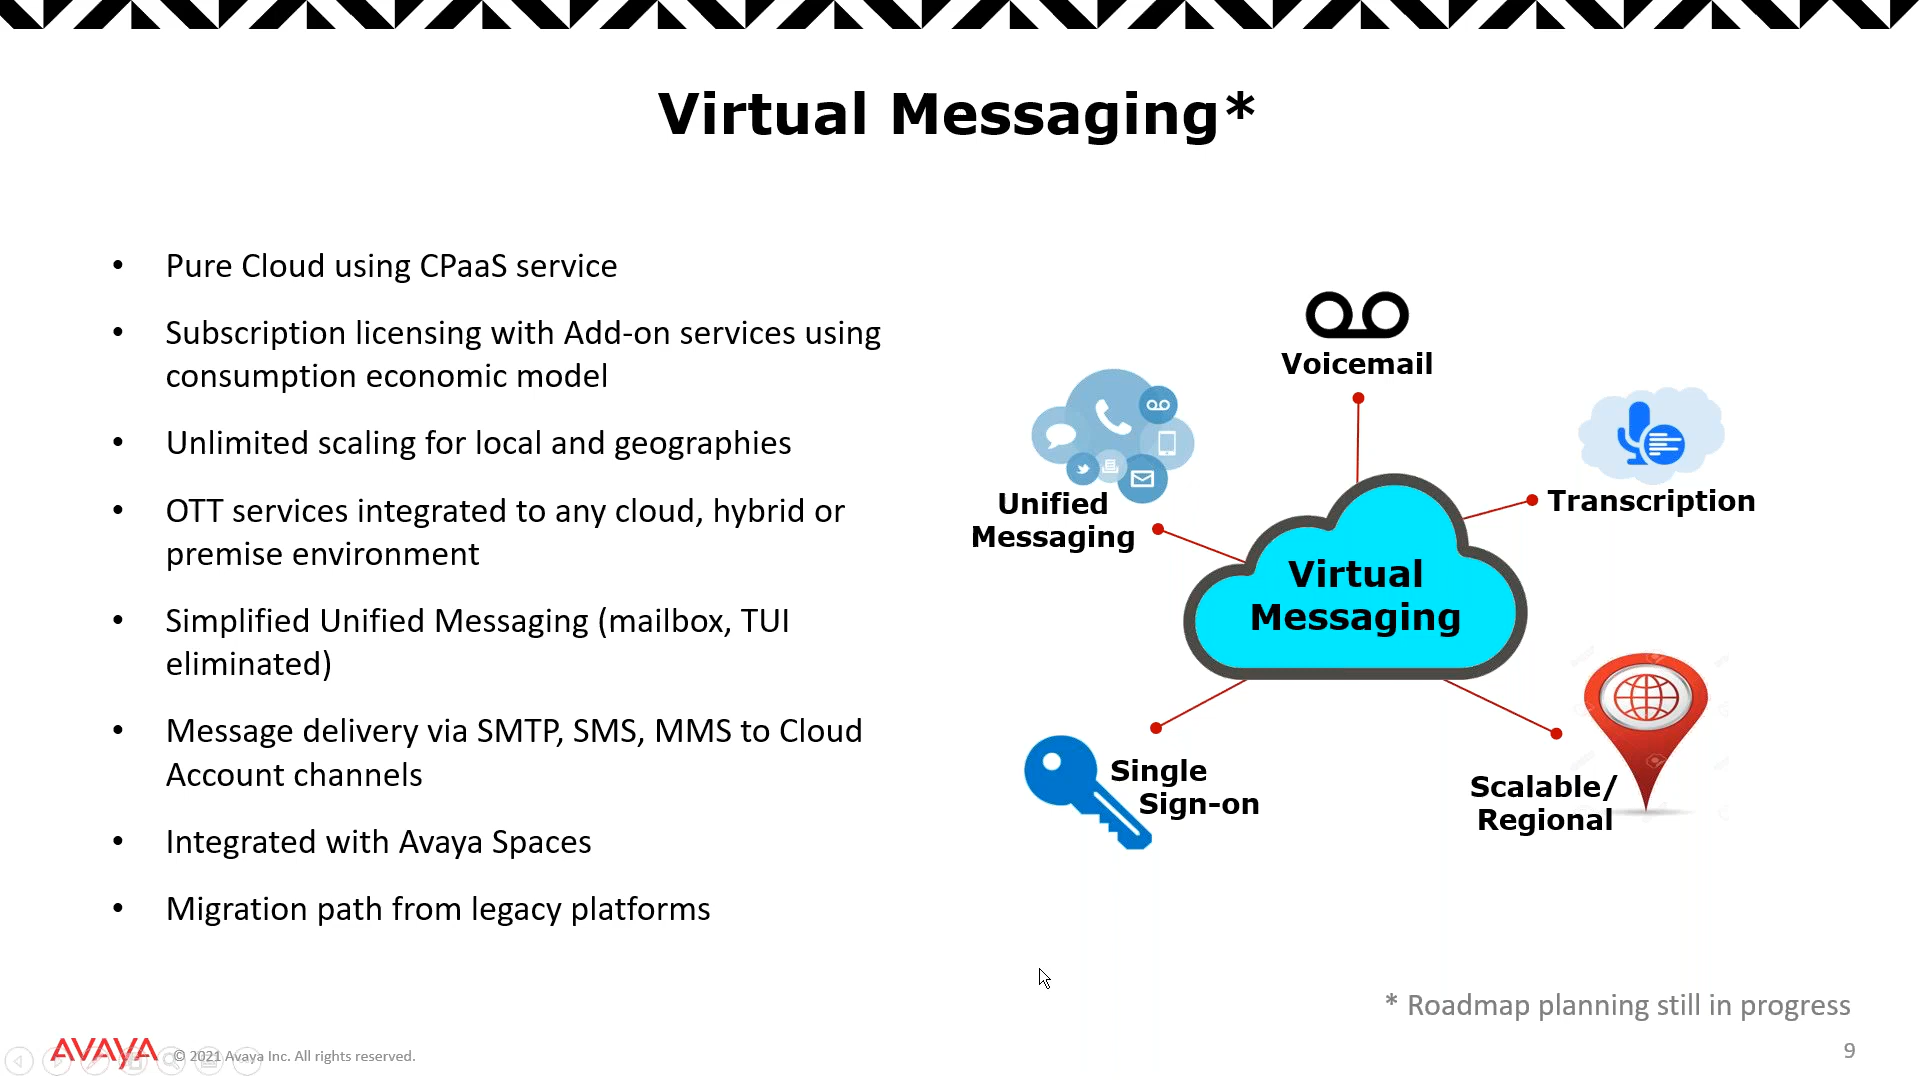 Virtual Messaging*
• Pure Cloud using CPaaS service
• Subscription licensing with Add-on services using
consumption economic model
• Unlimited scaling for local and geographies
• OTT services integrated to any cloud, hybrid or
premise environment
• Simplified Unified Messaging (mailbox, TUI
eliminated)
• Message delivery via SMTP, SMS, MMS to Cloud
Account channels
• Integrated with Avaya Spaces
• Migration path from legacy platforms
Voicemail
Unified
Messaging
Transcription
Virtual
Messaging
Single
Sign-on
Scalable/
Regional
* Roadmap planning still in progress
AVAYA
© 2021 Avaya Inc. All rights reserved.
9